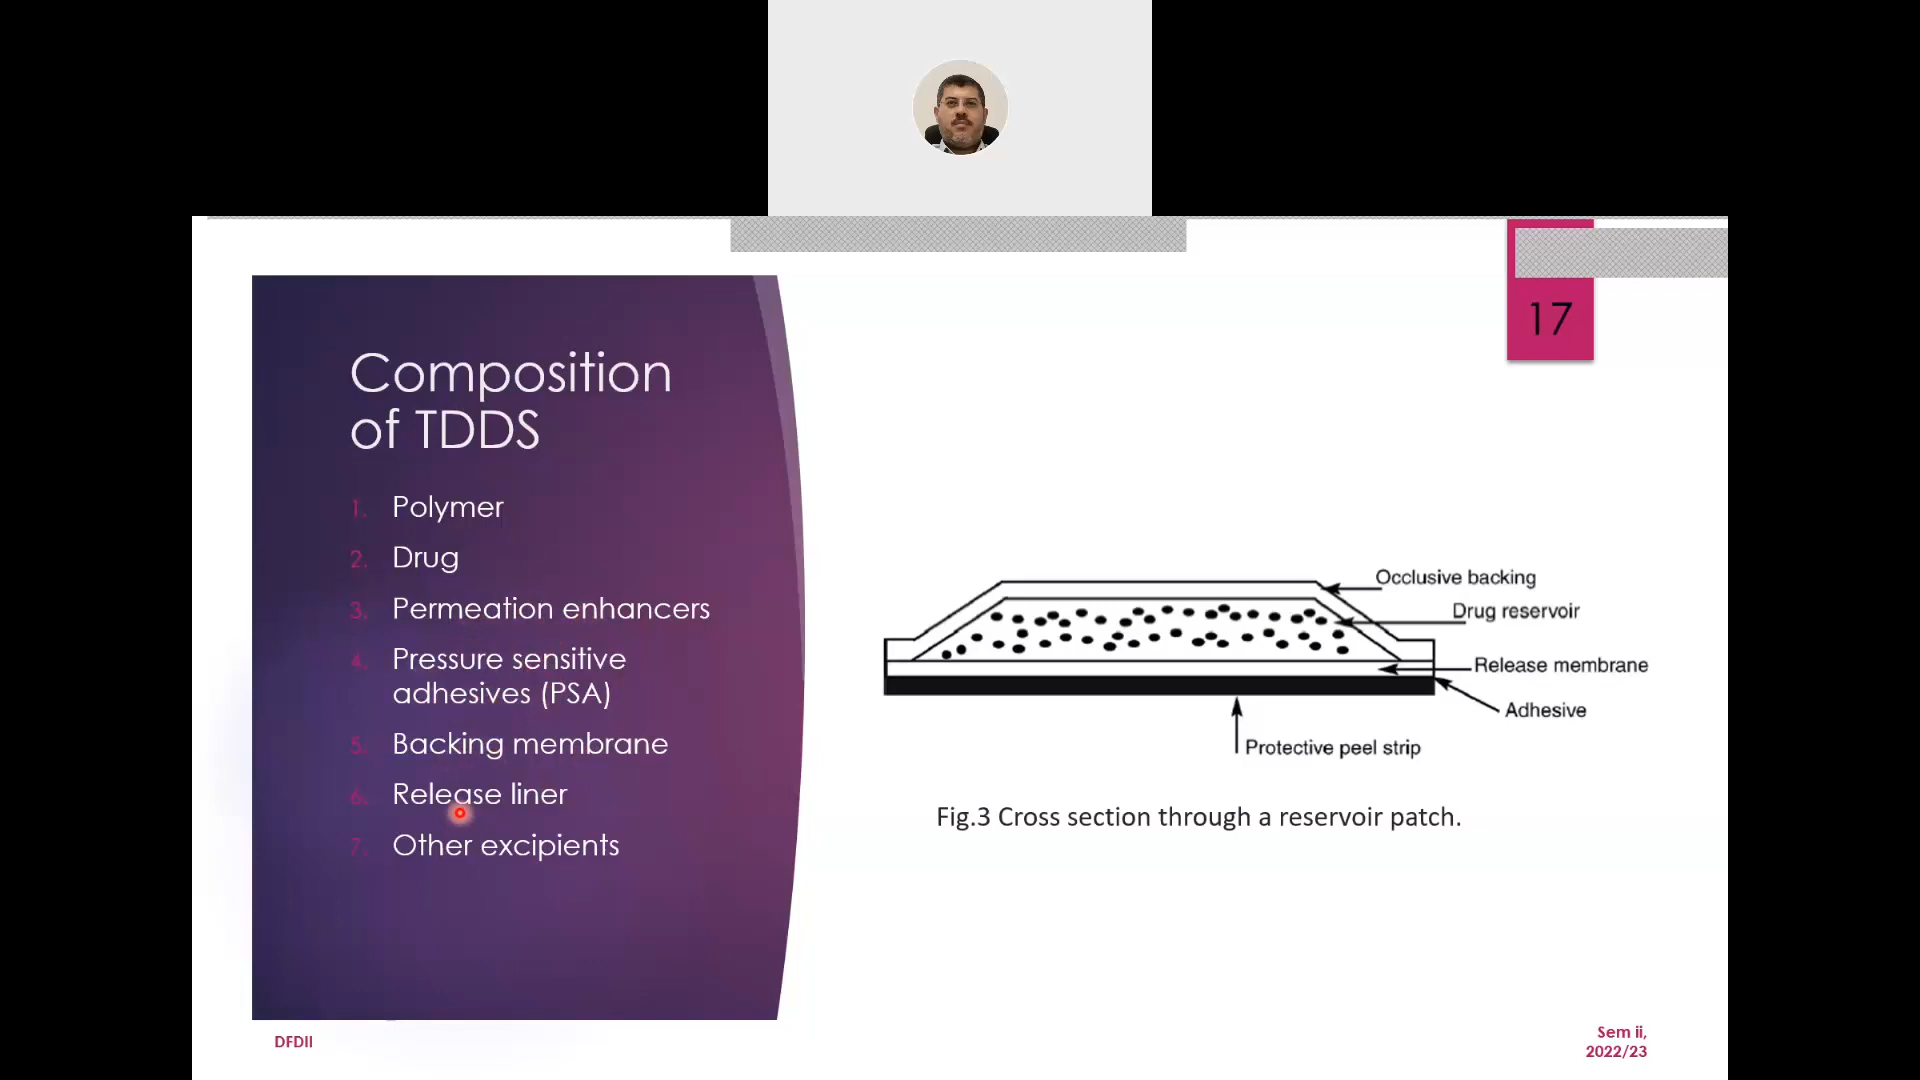 17
Composition
of TDDS
1. Polymer
2. Drug
3. Permeation enhancers
4. Pressure sensitive
adhesives (PSA)
5. Backing membrane
6. Release liner
7. Other excipients
Occlusive backing
Drug reservoir
Release membrane
Adhesive
Protective peel strip
Fig.3 Cross section through a reservoir patch.
DFDII
Sem ii,
2022/23